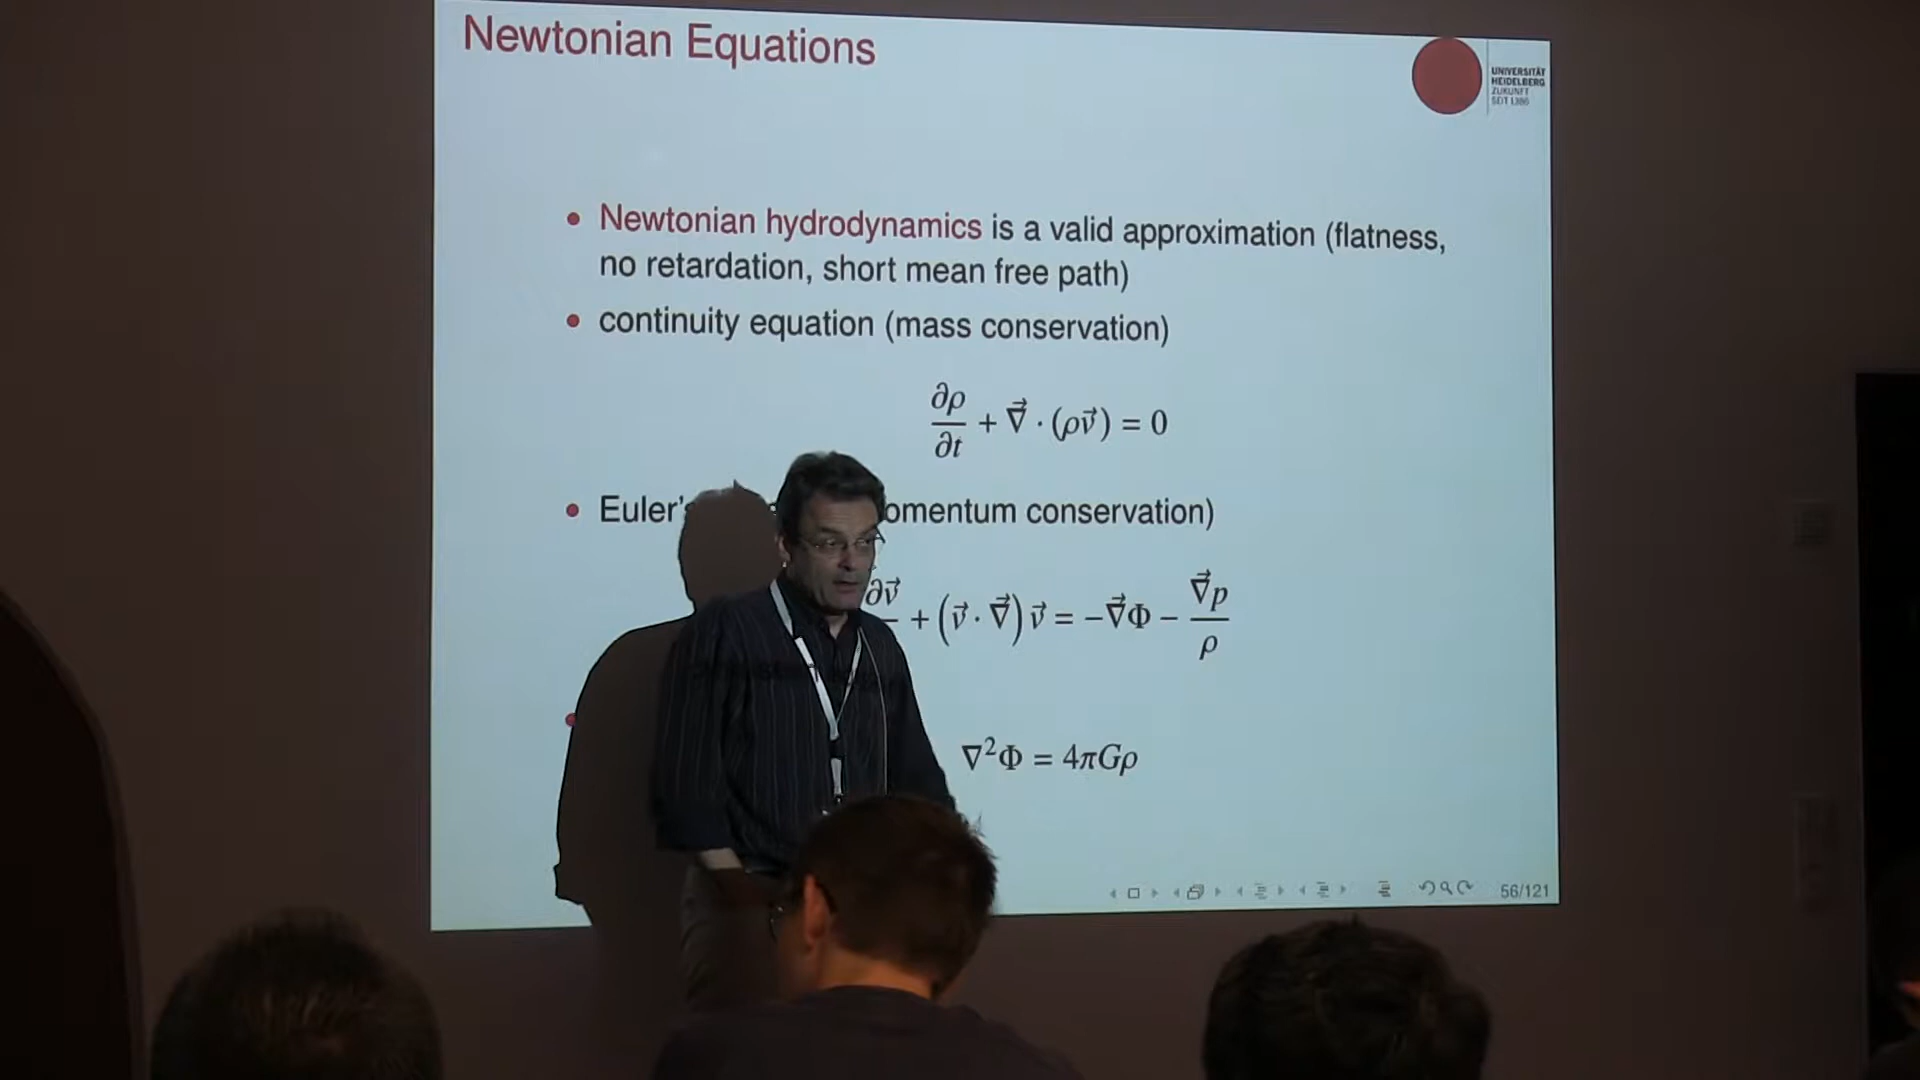 Newtonian Equations
UNIVERSITÄT
HEIDELBERG
ZUKUNFT
SEIT 1386
• Newtonian hydrodynamics is a valid approximation (flatness,
no retardation, short mean free path)
• continuity equation (mass conservation)
∂ρ/∂t + ∇⃗ · (ρv⃗) = 0
• Euler's omentum conservation)
∂v⃗ + (v⃗ · ∇⃗) v⃗ = −∇⃗Φ − ∇⃗p/ρ
∇²Φ = 4πGρ
56/121